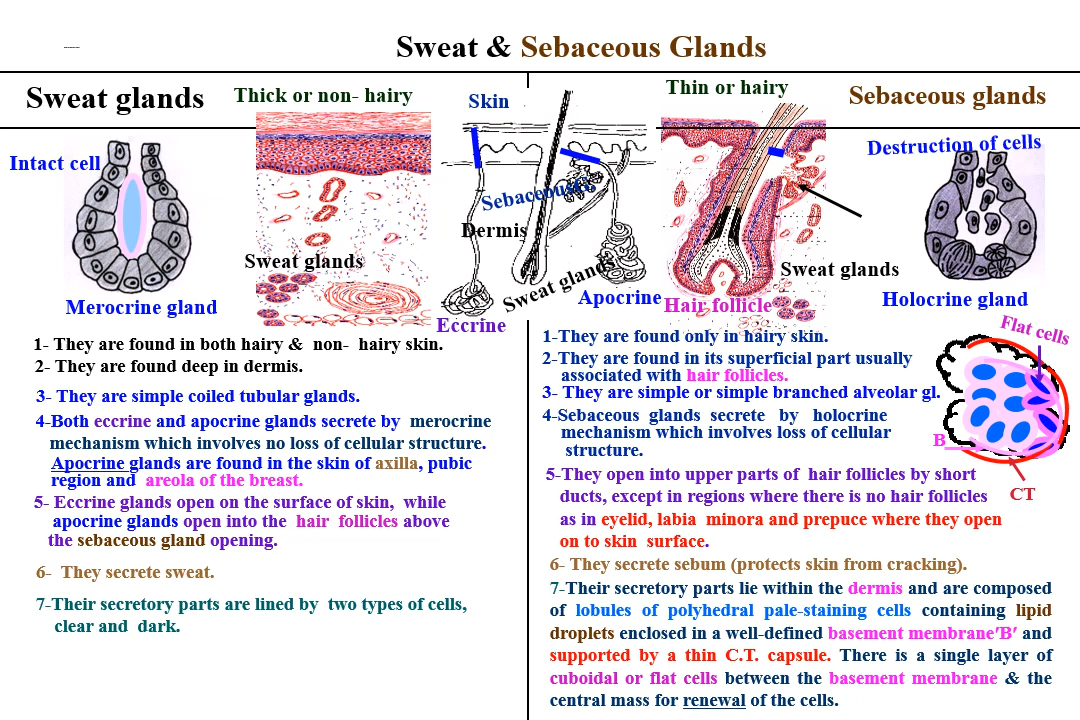 Sweat & Sebaceous Glands
Sweat glands
Thick or non- hairy
Skin
Thin or hairy
Sebaceous glands
Intact cell
Destruction of cells
Sebaceous
Dermis
Sweat glands
Sweat glands
Sweat glands
Merocrine gland
Eccrine
Apocrine
Hair follicle
Holocrine gland
1- They are found in both hairy & non- hairy skin.
2- They are found deep in dermis.
3- They are simple coiled tubular glands.
4-Both eccrine and apocrine glands secrete by merocrine
mechanism which involves no loss of cellular structure.
Apocrine glands are found in the skin of axilla, pubic
region and areola of the breast.
5- Eccrine glands open on the surface of skin, while
apocrine glands open into the hair follicles above
the sebaceous gland opening.
6- They secrete sweat.
7-Their secretory parts are lined by two types of cells,
clear and dark.
1-They are found only in hairy skin.
2-They are found in its superficial part usually
associated with hair follicles.
3- They are simple or simple branched alveolar gl.
4-Sebaceous glands secrete by holocrine
mechanism which involves loss of cellular
structure.
5-They open into upper parts of hair follicles by short
ducts, except in regions where there is no hair follicles
as in eyelid, labia minora and prepuce where they open
on to skin surface.
6- They secrete sebum (protects skin from cracking).
7-Their secretory parts lie within the dermis and are composed
of lobules of polyhedral pale-staining cells containing lipid
droplets enclosed in a well-defined basement membrane'B' and
supported by a thin C.T. capsule. There is a single layer of
cuboidal or flat cells between the basement membrane & the
central mass for renewal of the cells.
Flat cells
B
CT